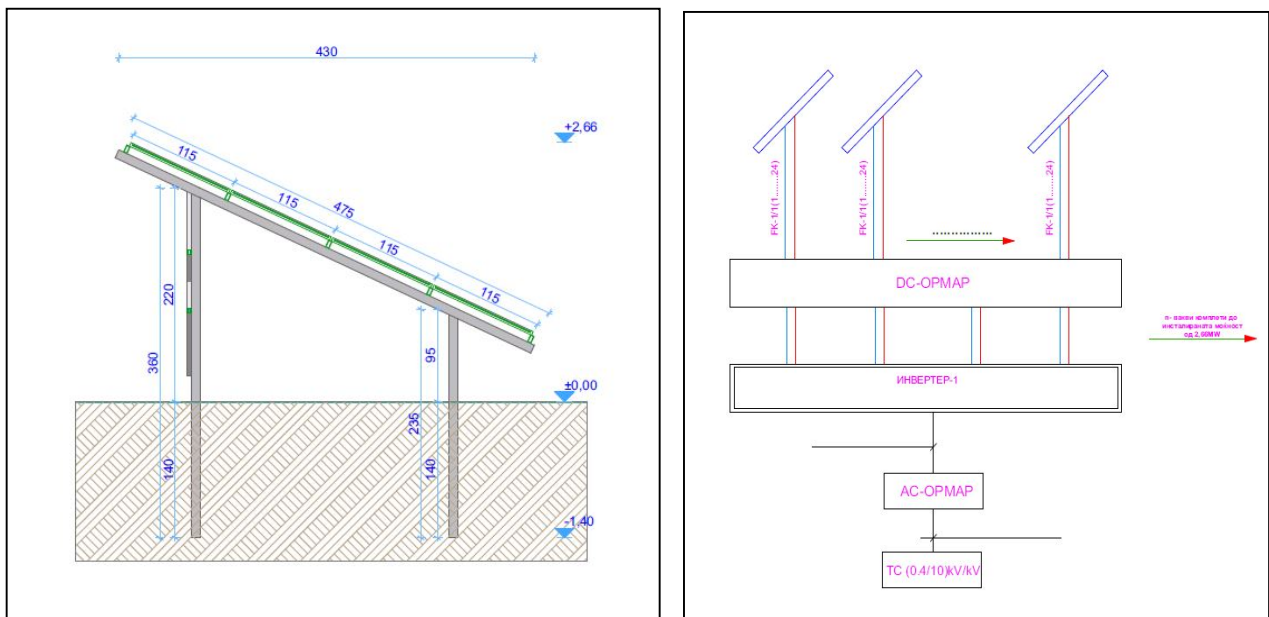 430
+2,66
115
115
475
115
115
220
360
95
±0,00
235
140
140
-1,40
FK-1/1(1.......24)
FK-1/1(1.......24)
FK-1/1(1.......24)
DC-ОРМАР
n- вакви комплети до
инсталираната моќност
од 2,66MW
ИНВЕРТЕР-1
AC-ОРМАР
ТС (0.4/10)kV/kV